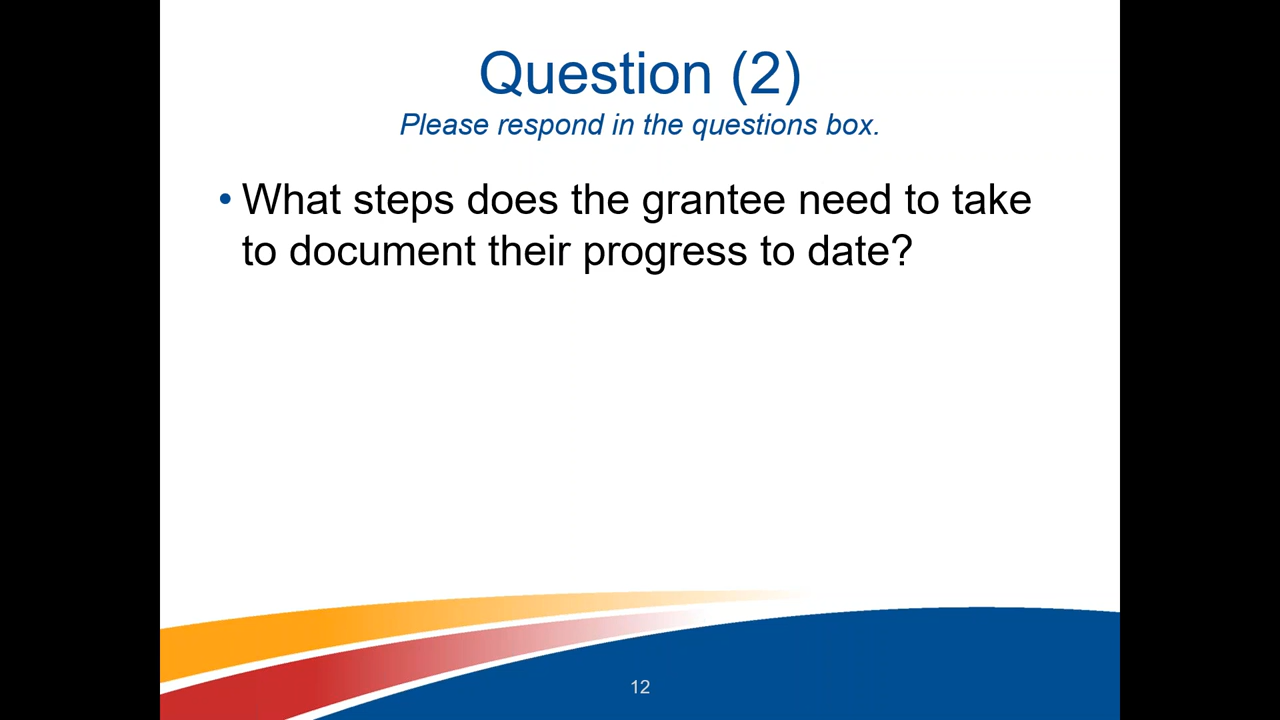 Question (2)
Please respond in the questions box.
• What steps does the grantee need to take
to document their progress to date?
12